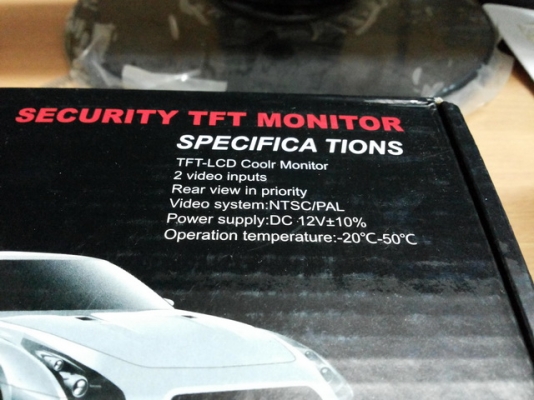 SECURITY TFT MONITOR
SPECIFICA TIONS
TFT-LCD Coolr Monitor
2 video inputs
Rear view in priority
Video system:NTSC/PAL
Power supply:DC 12V±10%
Operation temperature:-20℃-50℃